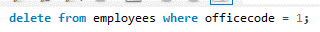 delete from employees where officecode = 1;